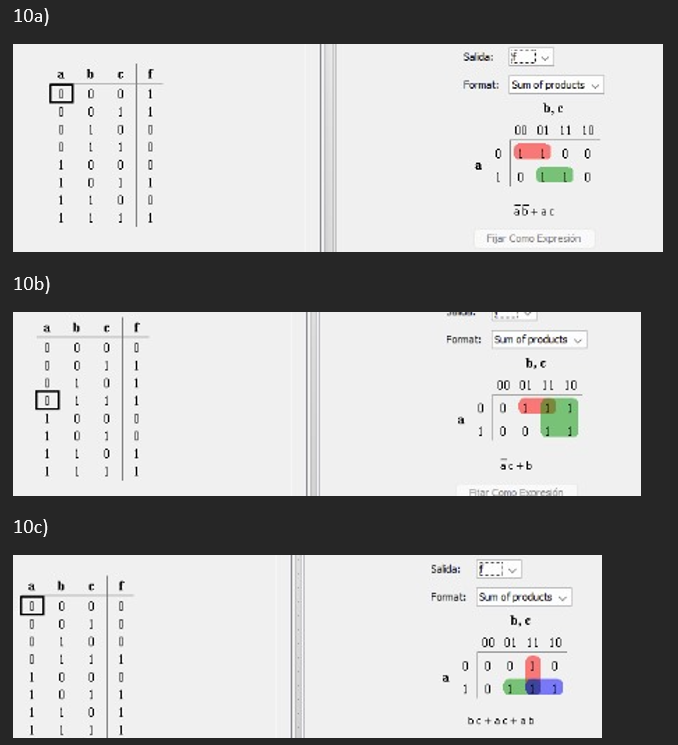 10a)
a b c f
0 0 0 1
0 0 1 1
0 1 0 0
0 1 1 0
1 0 0 0
1 0 1 1
1 1 0 0
1 1 1 1
Salida: f
Format: Sum of products
b, c
00 01 11 10
a
0 1 1 0 0
1 0 1 1 0
a̅ b̅ + a c
Fijar Como Expresión
10b)
a b c f
0 0 0 0
0 0 1 1
0 1 0 1
0 1 1 1
1 0 0 0
1 0 1 0
1 1 0 1
1 1 1 1
Salida:
Format: Sum of products
b, c
00 01 11 10
a
0 0 1 1 1
1 0 0 1 1
a̅ c + b
Fijar Como Expresión
10c)
a b c f
0 0 0 0
0 0 1 0
0 1 0 0
0 1 1 1
1 0 0 0
1 0 1 1
1 1 0 1
1 1 1 1
Salida: f
Format: Sum of products
b, c
00 01 11 10
a
0 0 0 1 0
1 0 1 1 1
b c + a c + a b